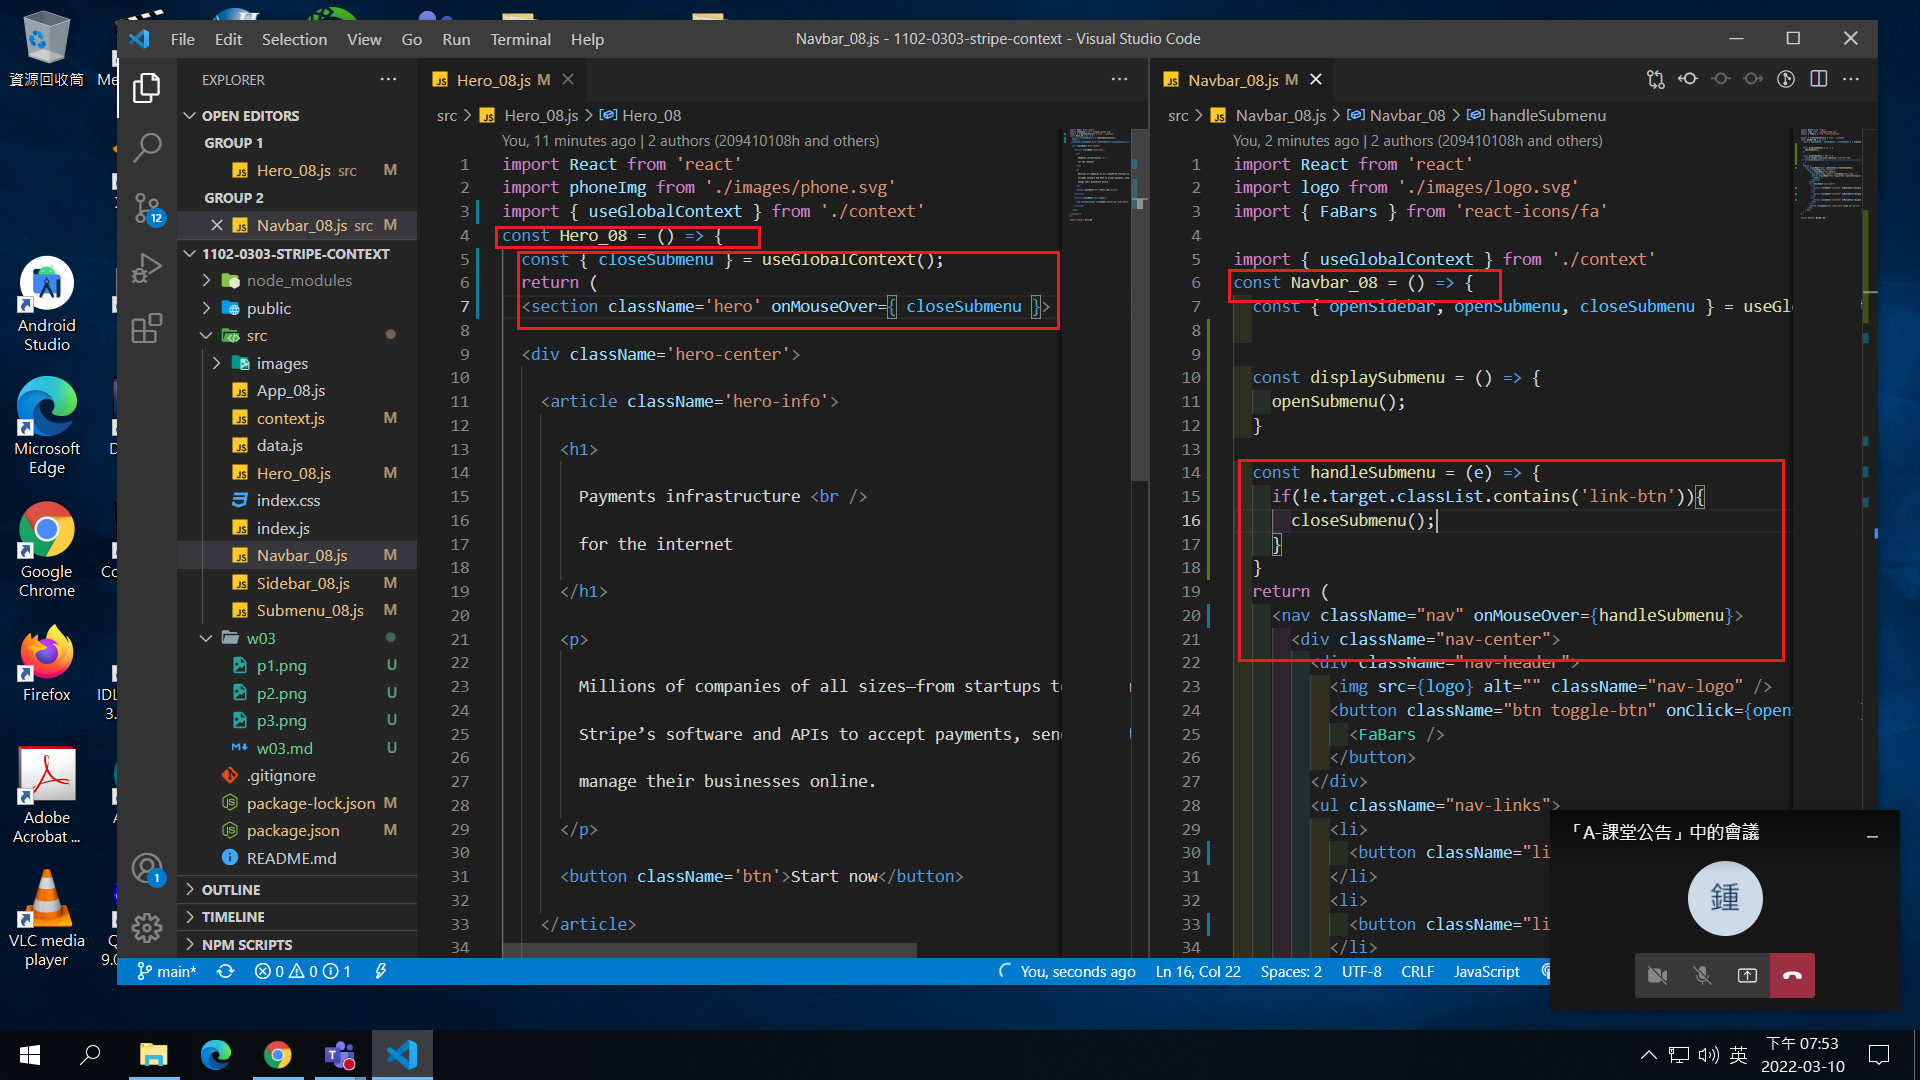 File Edit Selection View Go Run Terminal Help
Navbar_08.js - 1102-0303-stripe-context - Visual Studio Code
資源回收筒
Android Studio
Microsoft Edge
Google Chrome
Firefox
Adobe Acrobat ...
VLC media player
EXPLORER
OPEN EDITORS
GROUP 1
Hero_08.js src M
GROUP 2
Navbar_08.js src M
1102-0303-STRIPE-CONTEXT
node_modules
public
src
images
App_08.js
context.js M
data.js
Hero_08.js M
index.css
index.js
Navbar_08.js M
Sidebar_08.js M
Submenu_08.js M
w03
p1.png U
p2.png U
p3.png U
w03.md U
.gitignore
package-lock.json M
package.json M
README.md
OUTLINE
TIMELINE
NPM SCRIPTS
12
1
Hero_08.js M
src > Hero_08.js > Hero_08
You, 11 minutes ago | 2 authors (209410108h and others)
1 import React from 'react'
2 import phoneImg from './images/phone.svg'
3 import { useGlobalContext } from './context'
4 const Hero_08 = () => {
5 const { closeSubmenu } = useGlobalContext();
6 return (
7 <section className='hero' onMouseOver={ closeSubmenu }>
8
9 <div className='hero-center'>
10
11 <article className='hero-info'>
12
13 <h1>
14
15 Payments infrastructure <br />
16
17 for the internet
18
19 </h1>
20
21 <p>
22
23 Millions of companies of all sizes—from startups t
24
25 Stripe’s software and APIs to accept payments, sen
26
27 manage their businesses online.
28
29 </p>
30
31 <button className='btn'>Start now</button>
32
33 </article>
34
Navbar_08.js M
src > Navbar_08.js > Navbar_08 > handleSubmenu
You, 2 minutes ago | 2 authors (209410108h and others)
1 import React from 'react'
2 import logo from './images/logo.svg'
3 import { FaBars } from 'react-icons/fa'
4
5 import { useGlobalContext } from './context'
6 const Navbar_08 = () => {
7 const { openSidebar, openSubmenu, closeSubmenu } = useGl
8
9
10 const displaySubmenu = () => {
11 openSubmenu();
12 }
13
14 const handleSubmenu = (e) => {
15 if(!e.target.classList.contains('link-btn')){
16 closeSubmenu();
17 }
18 }
19 return (
20 <nav className="nav" onMouseOver={handleSubmenu}>
21 <div className="nav-center">
22 <div className="nav-header">
23 <img src={logo} alt="" className="nav-logo" />
24 <button className="btn toggle-btn" onClick={open
25 <FaBars />
26 </button>
27 </div>
28 <ul className="nav-links">
29 <li>
30 <button className="li
31 </li>
32 <li>
33 <button className="li
34 </li>
「A-課堂公告」中的會議
鍾
main* 0 0 1
You, seconds ago Ln 16, Col 22 Spaces: 2 UTF-8 CRLF JavaScript
英
下午 07:53
2022-03-10